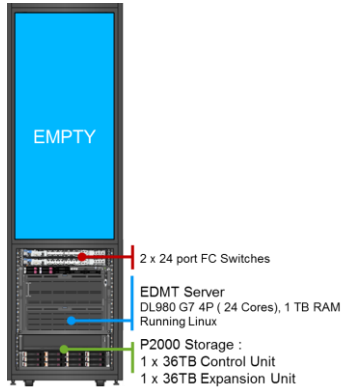 EMPTY
2 x 24 port FC Switches
EDMT Server
DL980 G7 4P ( 24 Cores), 1 TB RAM
Running Linux
P2000 Storage :
1 x 36TB Control Unit
1 x 36TB Expansion Unit